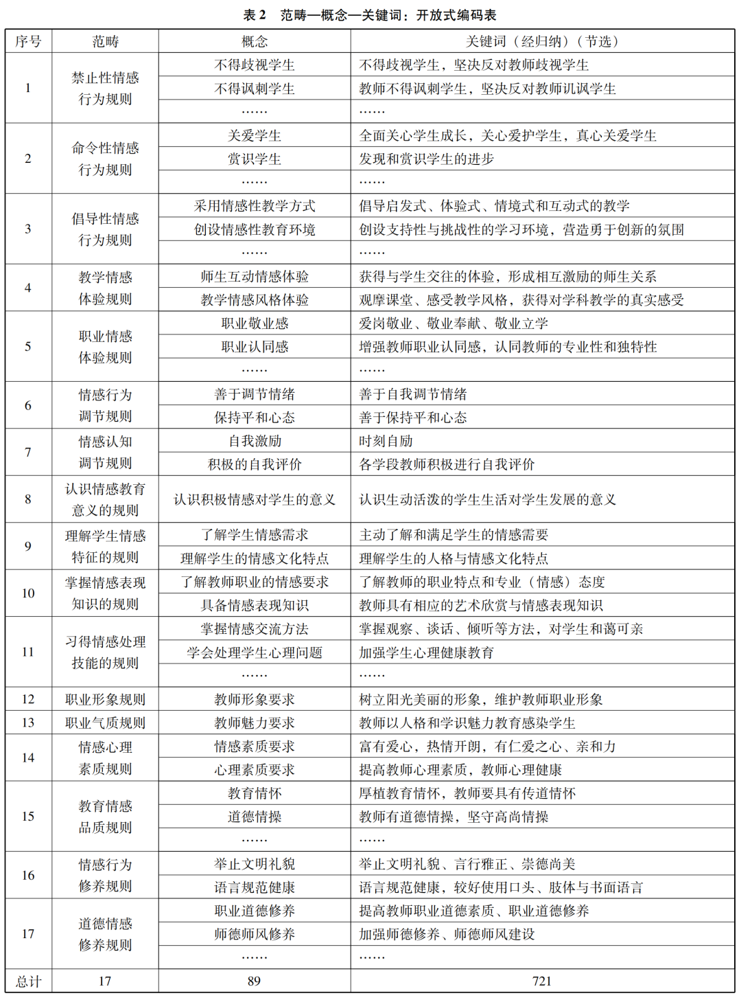 表 2　范畴—概念—关键词：开放式编码表
序号 范畴 概念 关键词（经归纳）（节选）
1 禁止性情感行为规则 不得歧视学生 不得歧视学生，坚决反对教师歧视学生
不得讽刺学生 教师不得讽刺学生，坚决反对教师讥讽学生
…… ……
2 命令性情感行为规则 关爱学生 全面关心学生成长，关心爱护学生，真心关爱学生
赏识学生 发现和赏识学生的进步
…… ……
3 倡导性情感行为规则 采用情感性教学方式 倡导启发式、体验式、情境式和互动式的教学
创设情感性教育环境 创设支持性与挑战性的学习环境，营造勇于创新的氛围
…… ……
4 教学情感体验规则 师生互动情感体验 获得与学生交往的体验，形成相互激励的师生关系
教学情感风格体验 观摩课堂、感受教学风格，获得对学科教学的真实感受
5 职业情感体验规则 职业敬业感 爱岗敬业、敬业奉献、敬业立学
职业认同感 增强教师职业认同感，认同教师的专业性和独特性
…… ……
6 情感行为调节规则 善于调节情绪 善于自我调节情绪
保持平和心态 善于保持平和心态
7 情感认知调节规则 自我激励 时刻自励
积极的自我评价 各学段教师积极进行自我评价
8 认识情感教育意义的规则 认识积极情感对学生的意义 认识生动活泼的学生生活对学生发展的意义
9 理解学生情感特征的规则 了解学生情感需求 主动了解和满足学生的情感需要
理解学生的情感文化特点 理解学生的人格与情感文化特点
10 掌握情感表现知识的规则 了解教师职业的情感要求 了解教师的职业特点和专业（情感）态度
具备情感表现知识 教师具有相应的艺术欣赏与情感表现知识
11 习得情感处理技能的规则 掌握情感交流方法 掌握观察、谈话、倾听等方法，对学生和蔼可亲
学会处理学生心理问题 加强学生心理健康教育
…… ……
12 职业形象规则 教师形象要求 树立阳光美丽的形象，维护教师职业形象
13 职业气质规则 教师魅力要求 教师以人格和学识魅力教育感染学生
14 情感心理素质规则 情感素质要求 富有爱心，热情开朗，有仁爱之心、亲和力
心理素质要求 提高教师心理素质，教师心理健康
15 教育情感品质规则 教育情怀 厚植教育情怀，教师要具有传道情怀
道德情操 教师有道德情操，坚守高尚情操
…… ……
16 情感行为修养规则 举止文明礼貌 举止文明礼貌、言行雅正、崇德尚美
语言规范健康 语言规范健康，较好使用口头、肢体与书面语言
17 道德情感修养规则 职业道德修养 提高教师职业道德素质、职业道德修养
师德师风修养 加强师德修养、师德师风建设
…… ……
总计 17 89 721